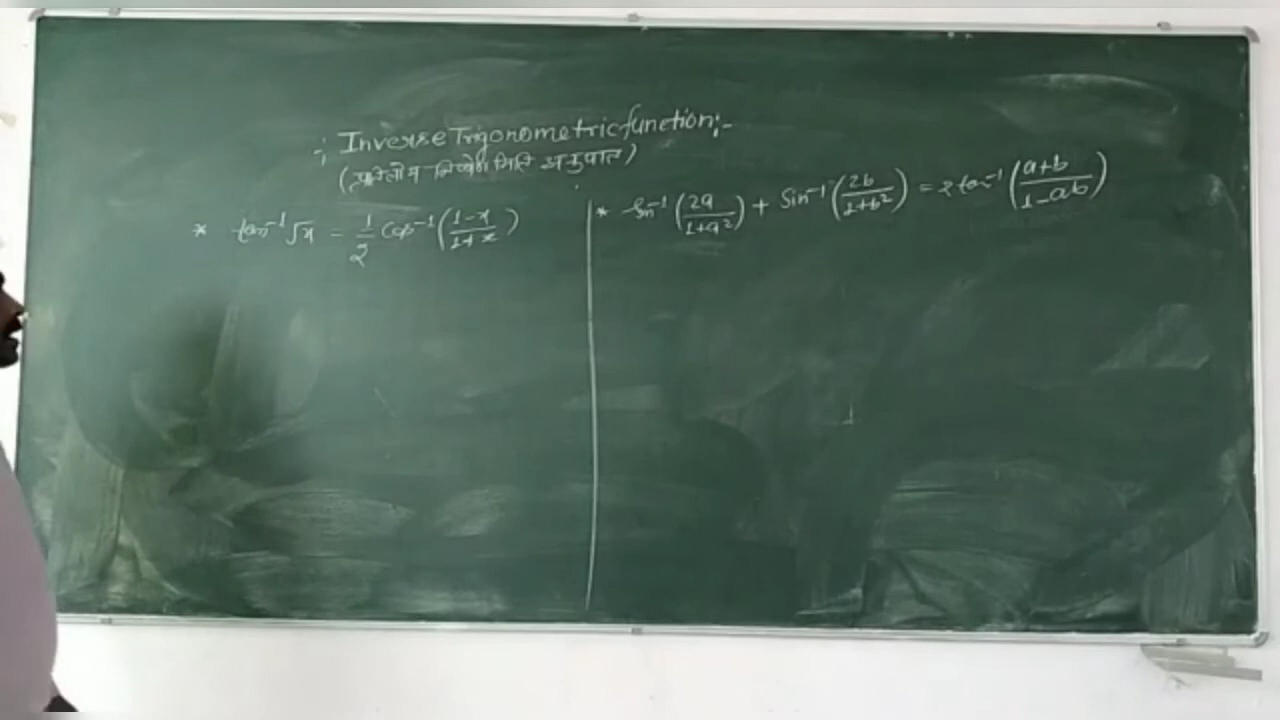 :- Inverse Trigonometric function:-
(प्रतिलोम त्रिकोणमिति अनुपात)
* tan⁻¹√x = 1/2 Cos⁻¹((1-x)/(1+x))
* Sin⁻¹(2a/(1+a²)) + Sin⁻¹(2b/(1+b²)) = 2tan⁻¹((a+b)/(1-ab))